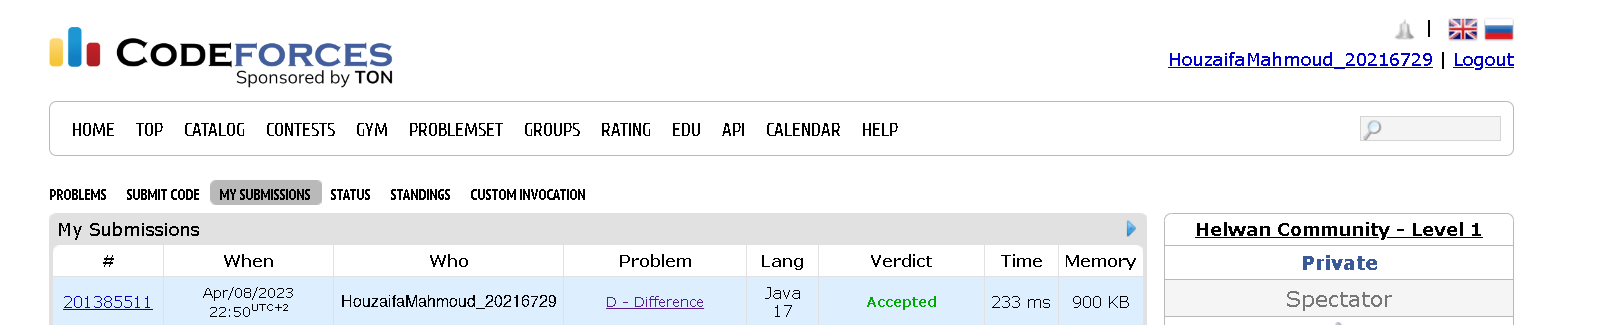 CODEFORCES
Sponsored by TON
|
HouzaifaMahmoud_20216729 | Logout
HOME TOP CATALOG CONTESTS GYM PROBLEMSET GROUPS RATING EDU API CALENDAR HELP
PROBLEMS SUBMIT CODE MY SUBMISSIONS STATUS STANDINGS CUSTOM INVOCATION
My Submissions
# When Who Problem Lang Verdict Time Memory
201385511 Apr/08/2023 22:50UTC+2 HouzaifaMahmoud_20216729 D - Difference Java 17 Accepted 233 ms 900 KB
Helwan Community - Level 1
Private
Spectator